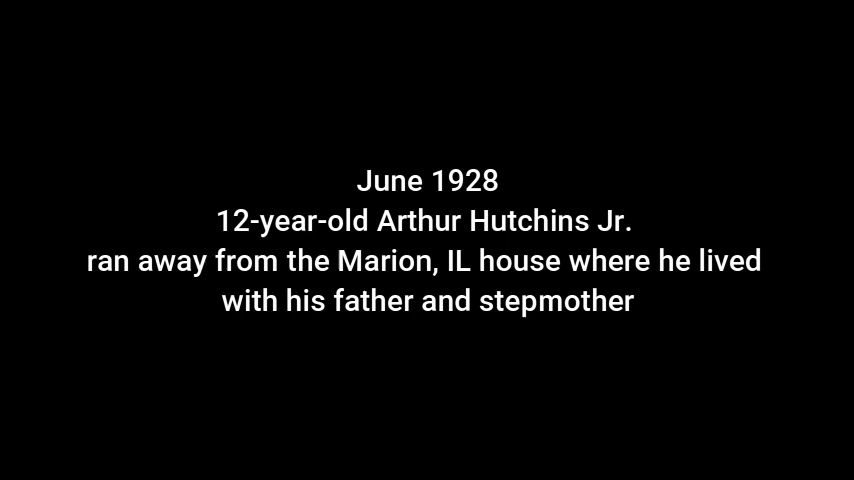 June 1928
12-year-old Arthur Hutchins Jr.
ran away from the Marion, IL house where he lived
with his father and stepmother